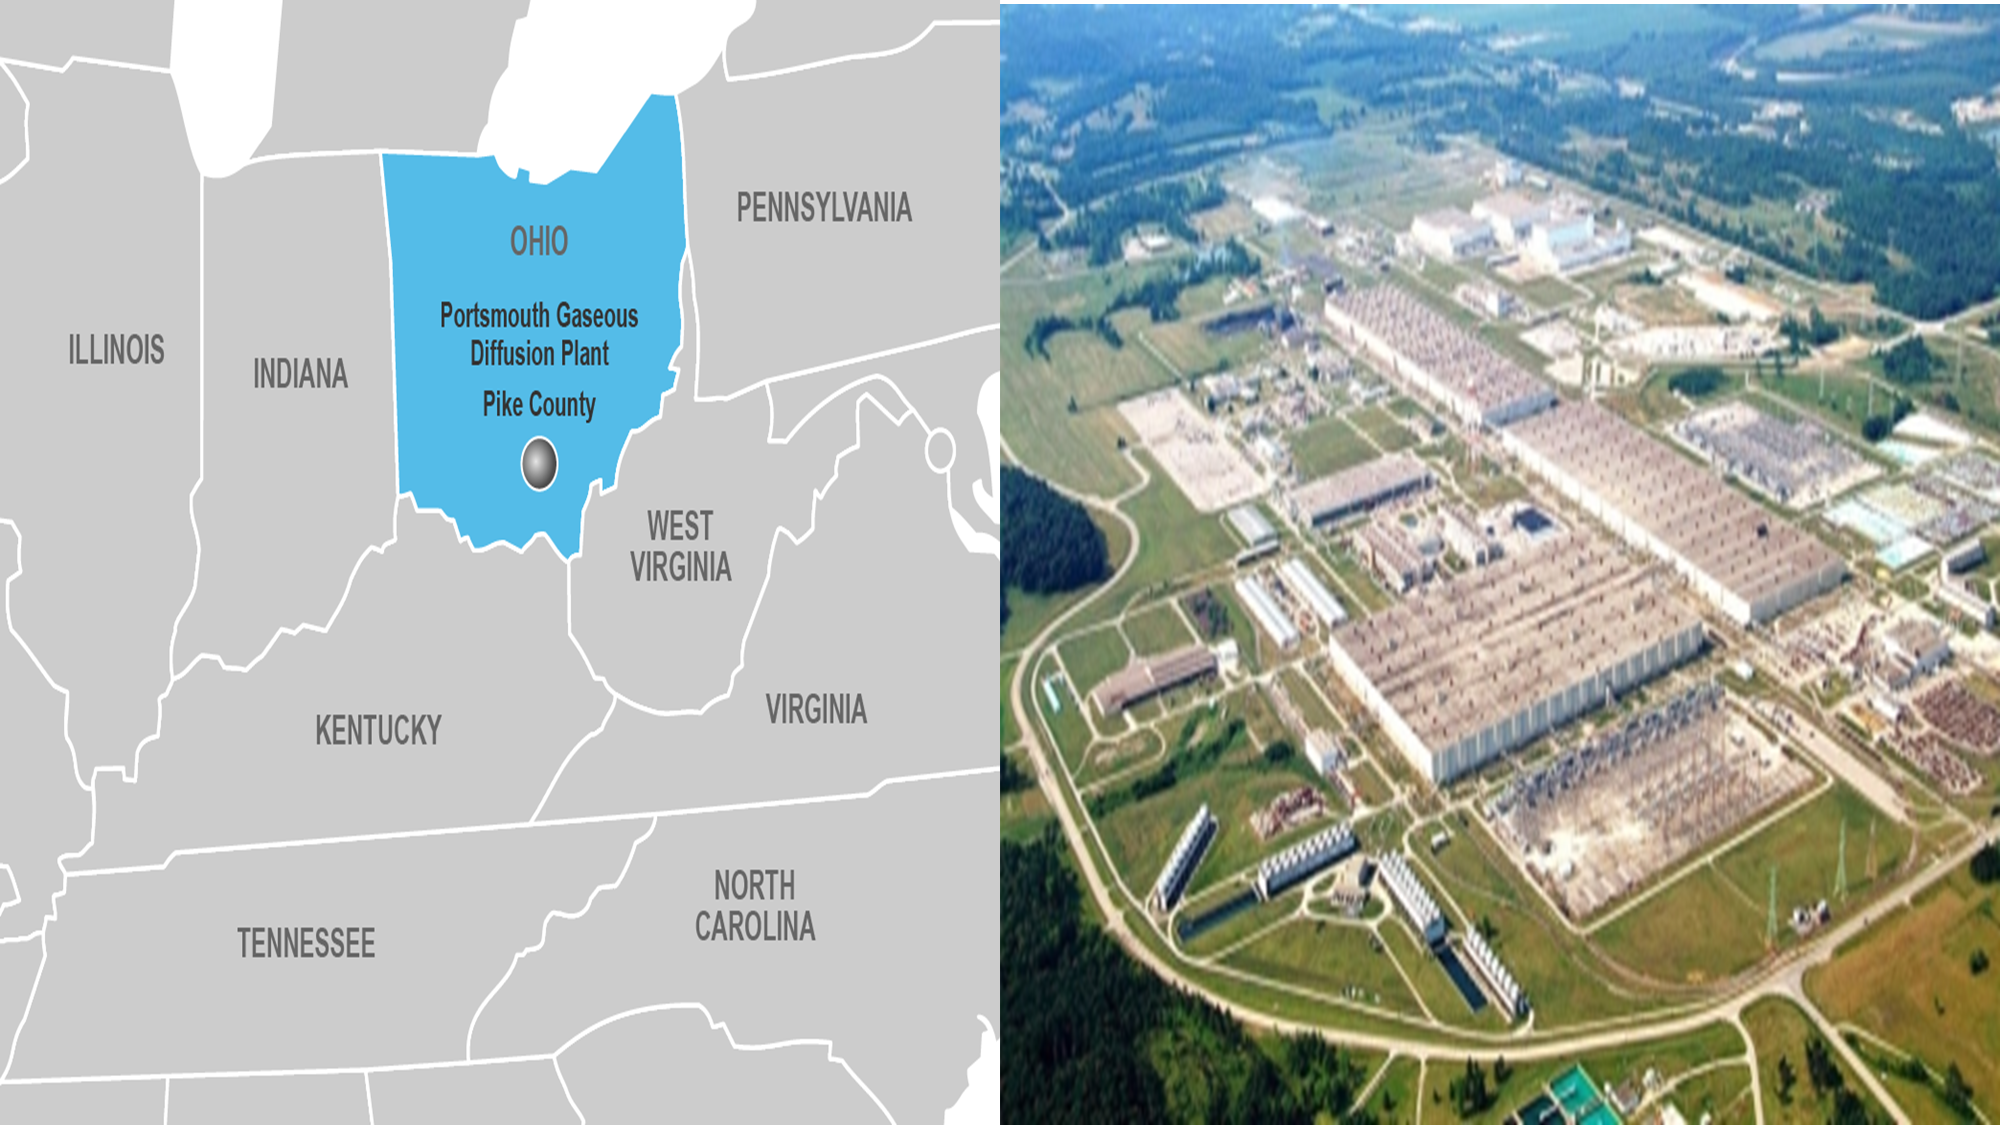 OHIO
Portsmouth Gaseous
Diffusion Plant
Pike County
PENNSYLVANIA
ILLINOIS
INDIANA
WEST
VIRGINIA
KENTUCKY
VIRGINIA
NORTH
CAROLINA
TENNESSEE